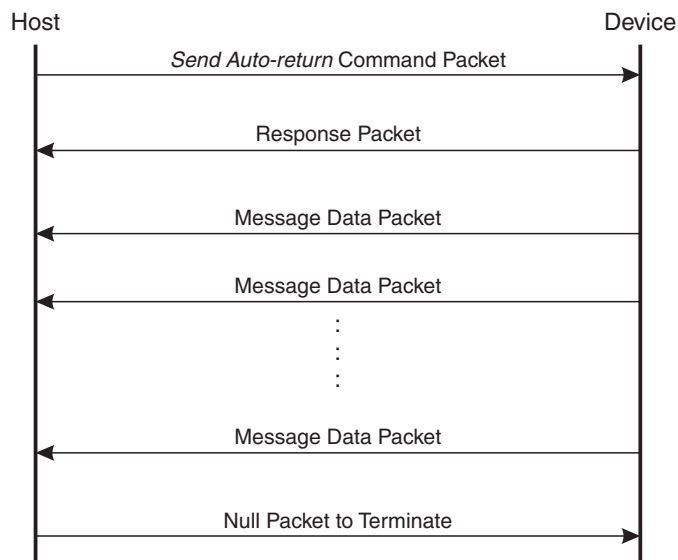 Host Device
Send Auto-return Command Packet
Response Packet
Message Data Packet
Message Data Packet
Message Data Packet
Null Packet to Terminate